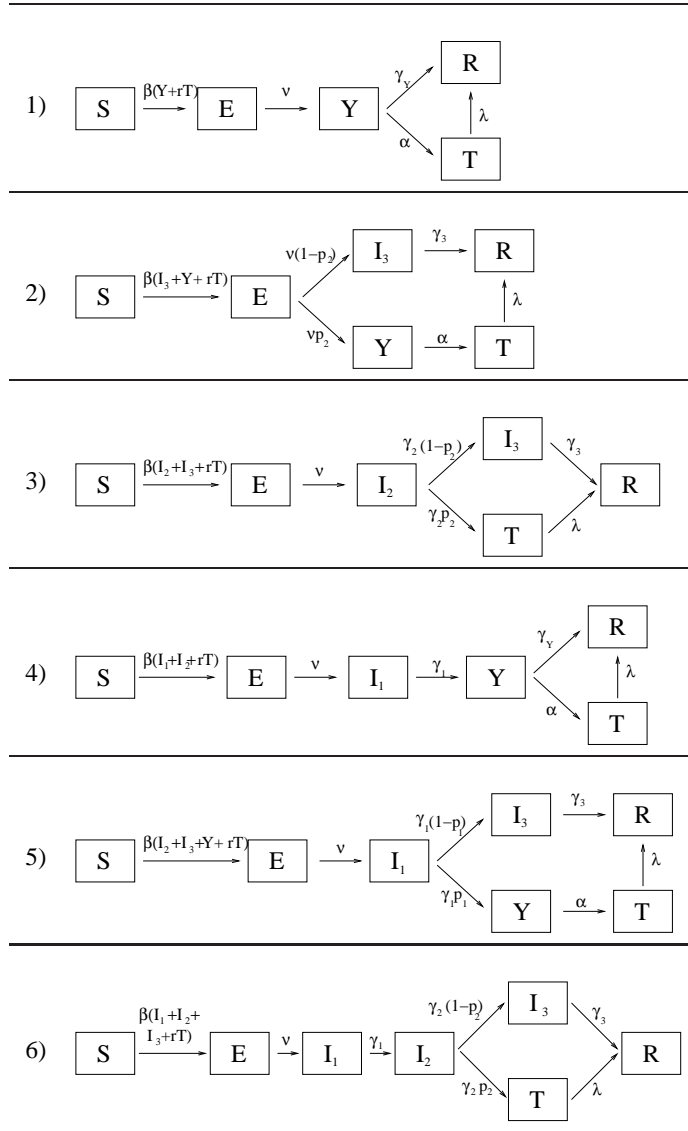 1) S β(Y+rT) E ν Y γ_Y R α T λ
2) S β(I₃+Y+ rT) E ν(1−p₂) I₃ γ₃ R νp₂ Y α T λ
3) S β(I₂+I₃+rT) E ν I₂ γ₂(1−p₂) I₃ γ₃ R γ₂p₂ T λ
4) S β(I₁+I₂+rT) E ν I₁ γ₁ Y γ_Y R α T λ
5) S β(I₂+I₃+Y+ rT) E ν I₁ γ₁(1−p₁) I₃ γ₃ R γ₁p₁ Y α T λ
6) S β(I₁+I₂+
I₃+rT) E ν I₁ γ₁ I₂ γ₂(1−p₂) I₃ γ₃ R γ₂p₂ T λ